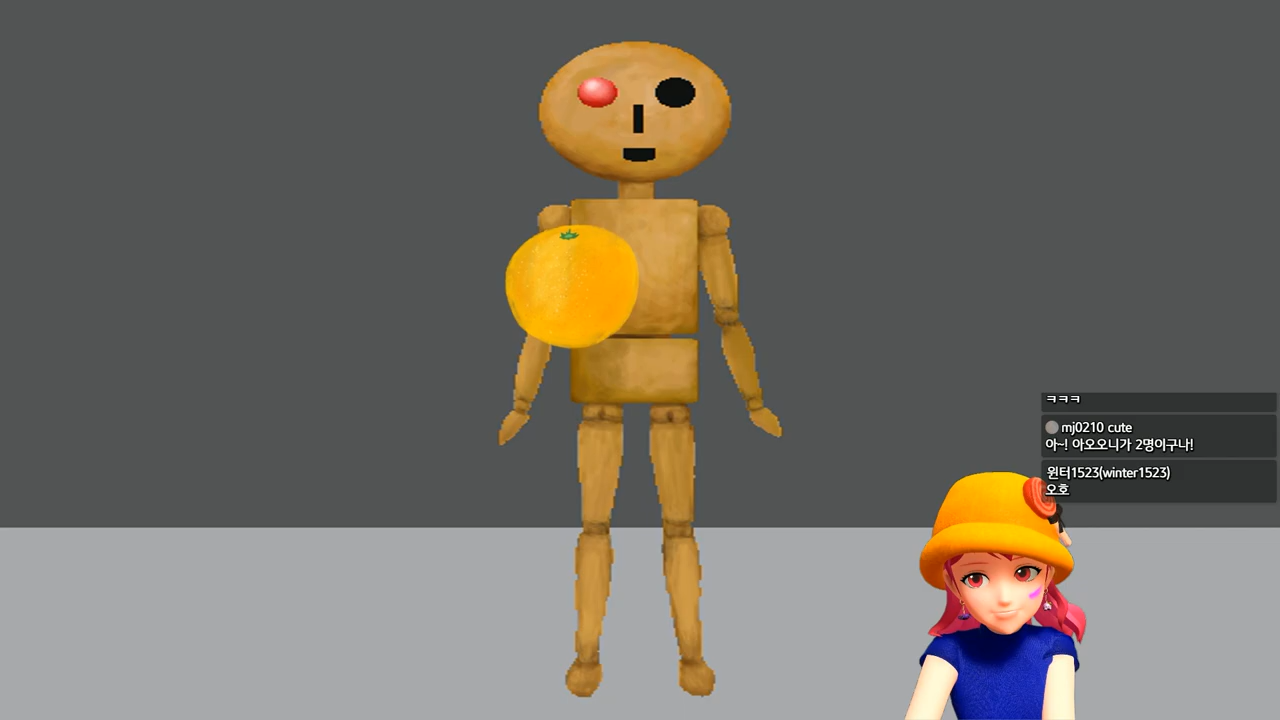 ㅋㅋㅋ
mj0210 cute
아~! 아오오니가 2명이구나!
윈터1523(winter1523)
오호